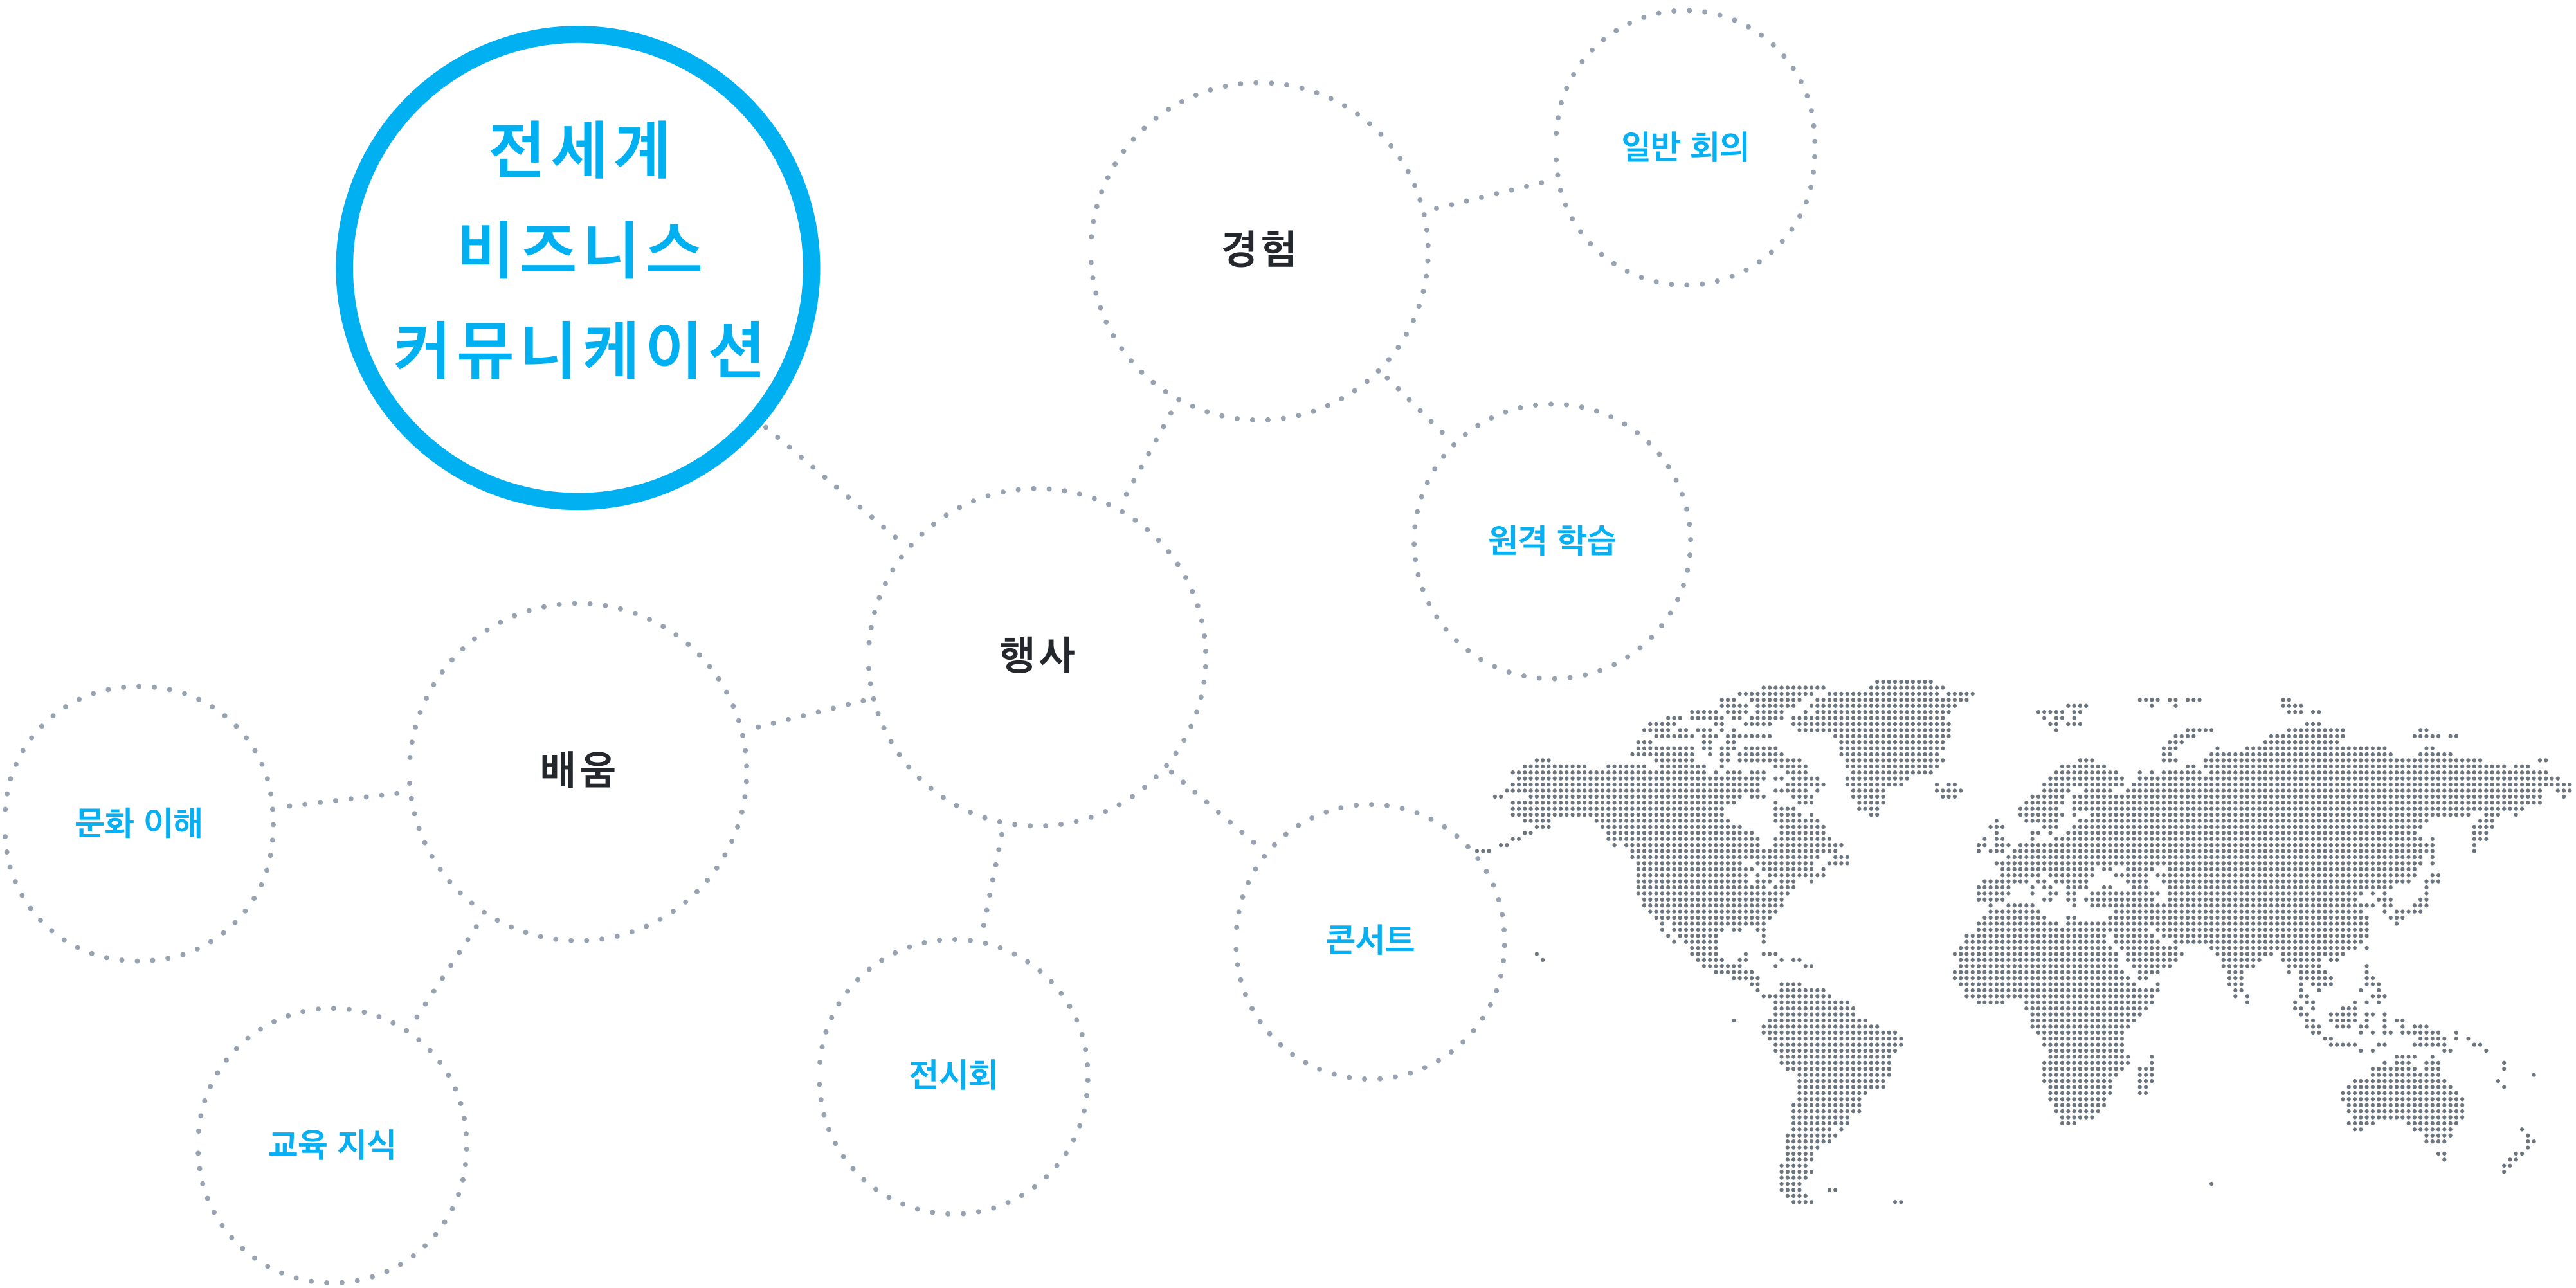 전세계
비즈니스
커뮤니케이션
경험
일반 회의
원격 학습
행사
배움
문화 이해
교육 지식
전시회
콘서트